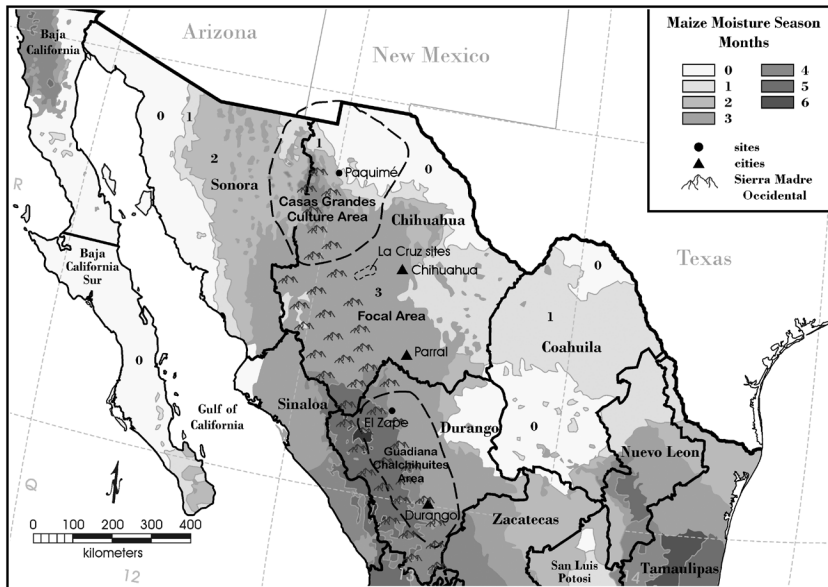 Baja
California
Arizona
New Mexico
Maize Moisture Season
Months
0
1
2
3
4
5
6
sites
cities
Sierra Madre
Occidental
0
1
2
Sonora
1
Paquimé
0
Casas Grandes
Culture Area
Chihuahua
R
La Cruz sites
Chihuahua
Texas
Baja
California
Sur
3
Focal Area
0
1
Coahuila
Parral
0
Gulf of
California
Sinaloa
El Zape
Durango
0
Nuevo Leon
Guadiana
Chalchihuites
Area
Q
N
Durango
Zacatecas
0 100 200 300 400
kilometers
12
San Luis
Potosi
4
Tamaulipas